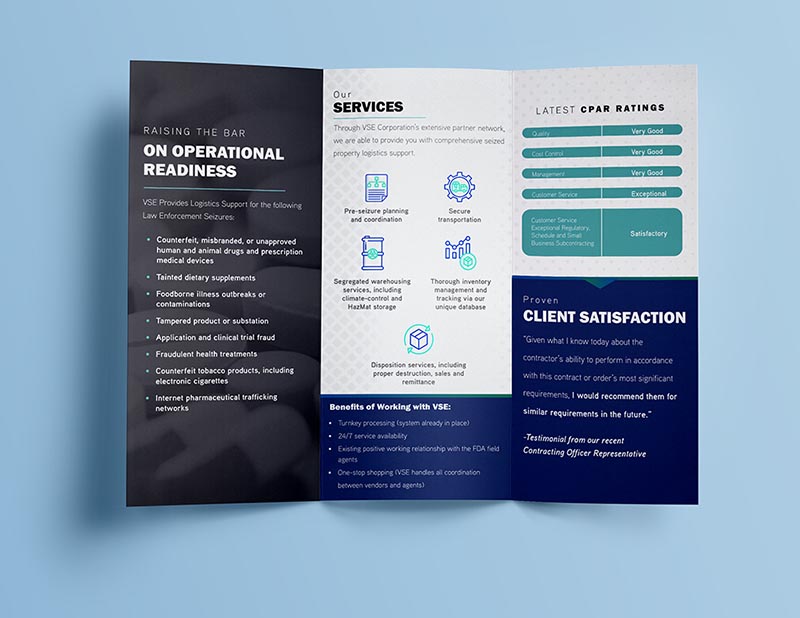 RAISING THE BAR
ON OPERATIONAL
READINESS
VSE Provides Logistics Support for the following
Law Enforcement Seizures:
• Counterfeit, misbranded, or unapproved
human and animal drugs and prescription
medical devices
• Tainted dietary supplements
• Foodborne illness outbreaks or
contaminations
• Tampered product or substation
• Application and clinical trial fraud
• Fraudulent health treatments
• Counterfeit tobacco products, including
electronic cigarettes
• Internet pharmaceutical trafficking
networks
Our
SERVICES
Through VSE Corporation's extensive partner network,
we are able to provide you with comprehensive seized
property logistics support.
Pre-seizure planning
and coordination
Secure
transportation
Segregated warehousing
services, including
climate-control and
HazMat storage
Thorough inventory
management and
tracking via our
unique database
Disposition services, including
proper destruction, sales and
remittance
Benefits of Working with VSE:
• Turnkey processing (system already in place)
• 24/7 service availability
• Existing positive working relationship with the FDA field
agents
• One-stop shopping (VSE handles all coordination
between vendors and agents)
LATEST CPAR RATINGS
Quality Very Good
Cost Control Very Good
Management Very Good
Customer Service Exceptional
Customer Service
Exceptional Regulatory,
Schedule and Small
Business Subcontracting
Satisfactory
Proven
CLIENT SATISFACTION
"Given what I know today about the
contractor's ability to perform in accordance
with this contract or order's most significant
requirements, I would recommend them for
similar requirements in the future."
-Testimonial from our recent
Contracting Officer Representative